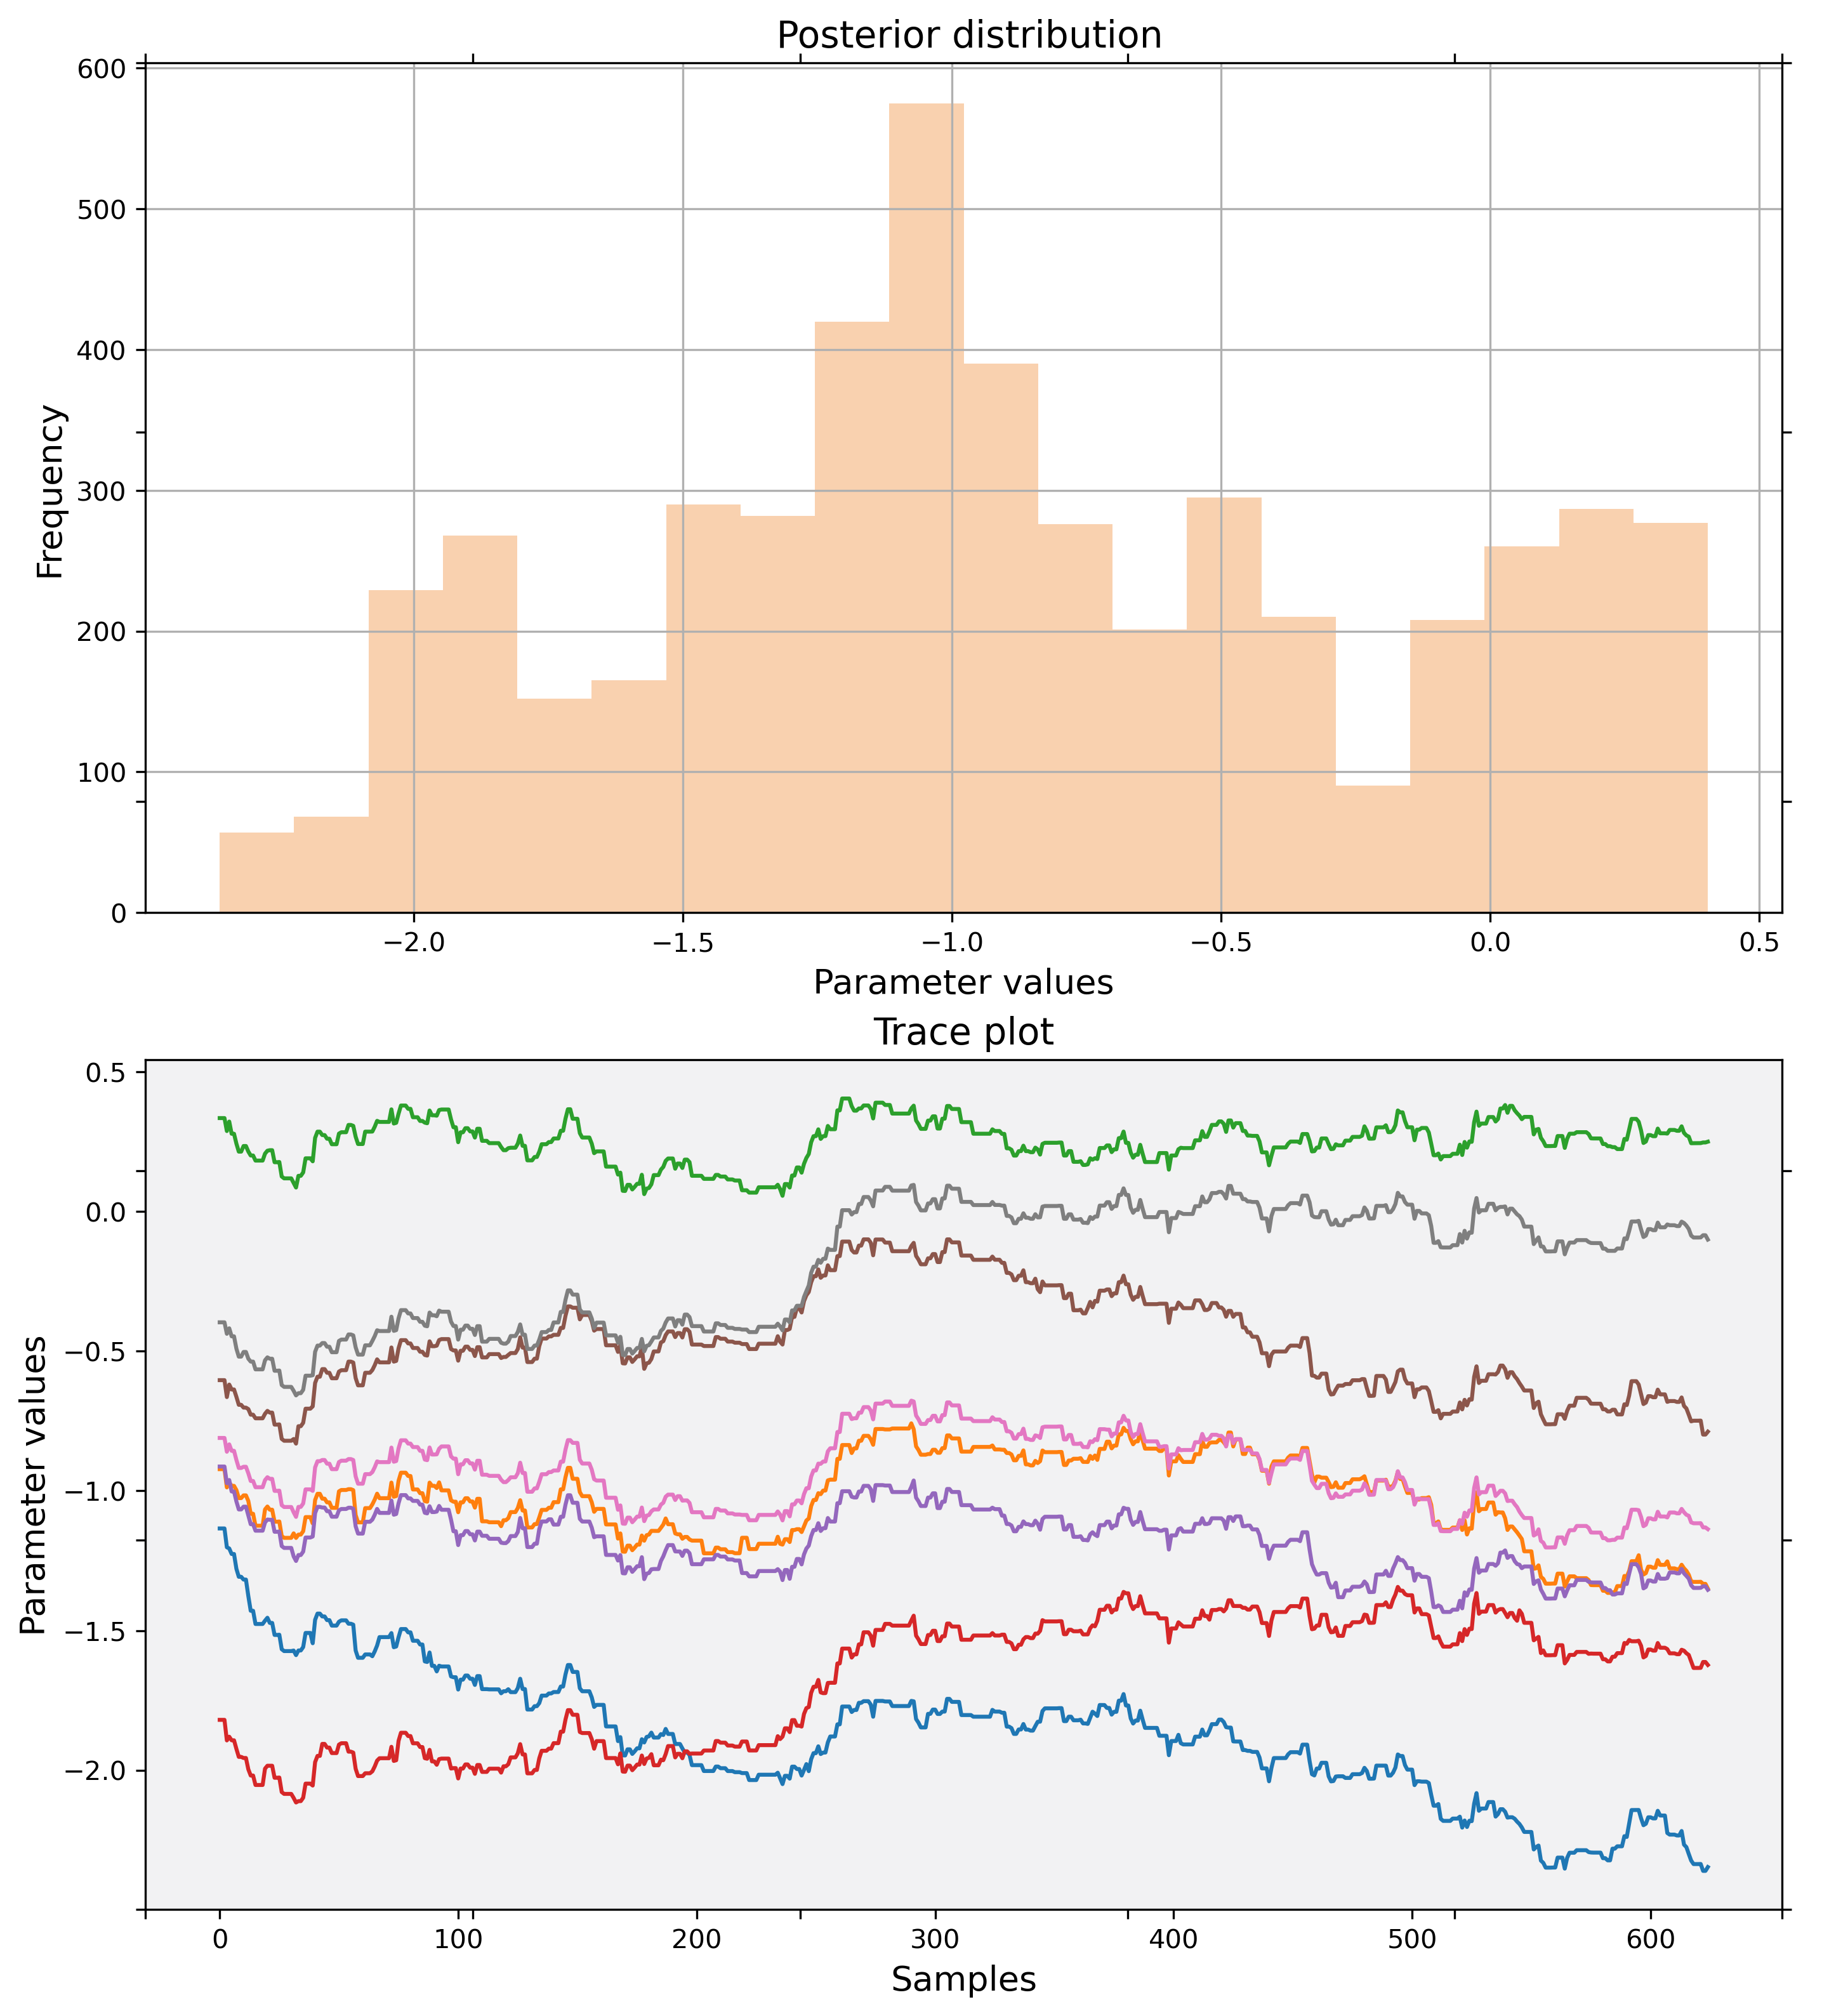 Posterior distribution
600
500
400
300
200
100
0
Frequency
−2.0 −1.5 −1.0 −0.5 0.0 0.5
Parameter values
Trace plot
0.5
0.0
−0.5
−1.0
−1.5
−2.0
Parameter values
0 100 200 300 400 500 600
Samples